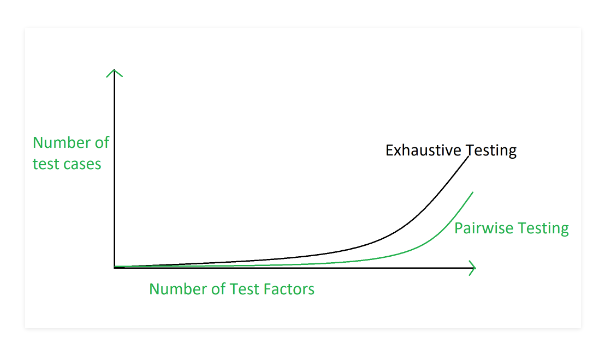 Number of
test cases
Exhaustive Testing
Pairwise Testing
Number of Test Factors